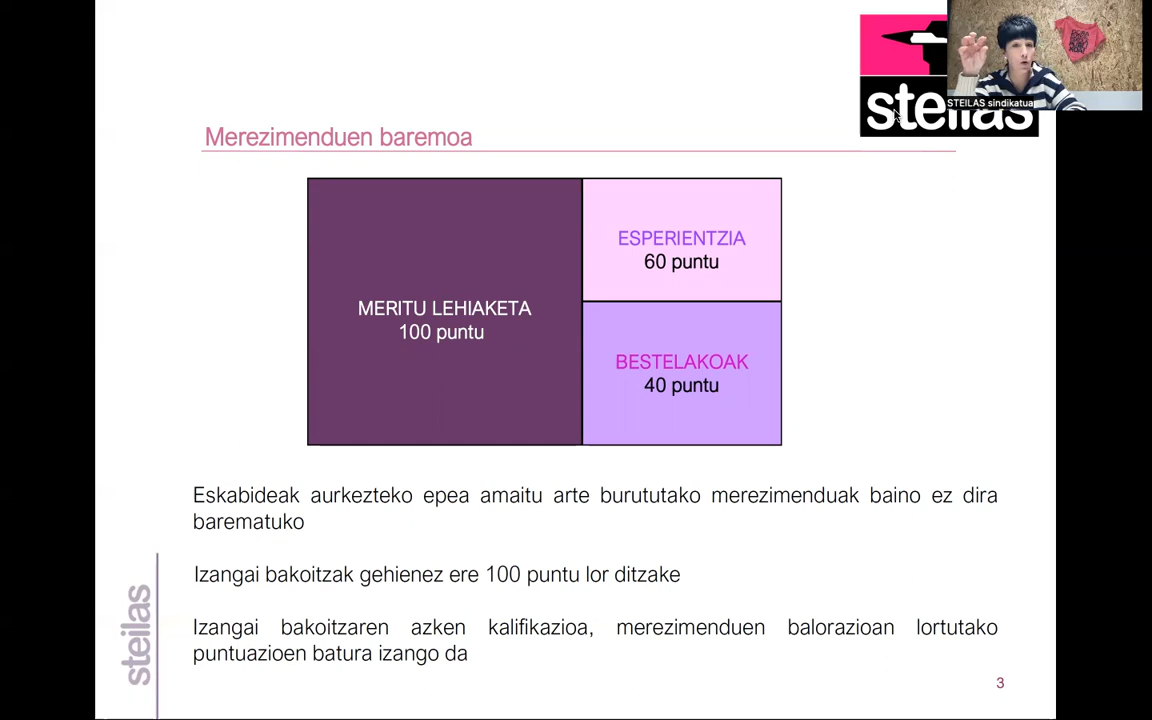 steilas
STEILAS sindikatua
Merezimenduen baremoa
MERITU LEHIAKETA
100 puntu
ESPERIENTZIA
60 puntu
BESTELAKOAK
40 puntu
Eskabideak aurkezteko epea amaitu arte burututako merezimenduak baino ez dira
barematuko
Izangai bakoitzak gehienez ere 100 puntu lor ditzake
Izangai bakoitzaren azken kalifikazioa, merezimenduen balorazioan lortutako
puntuazioen batura izango da
steilas
3